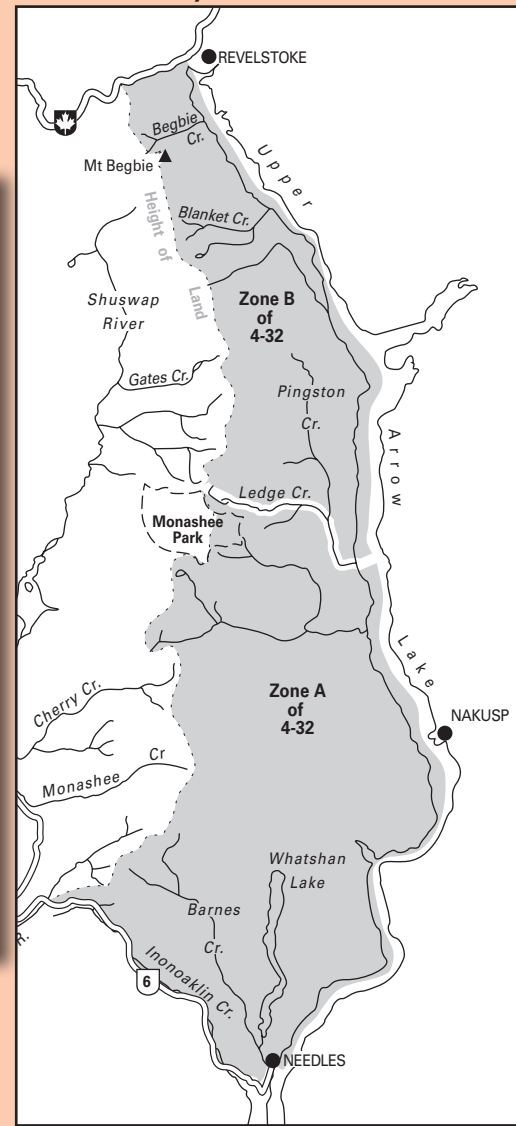 REVELSTOKE
Begbie
Cr.
Mt Begbie
Upper
Blanket Cr.
Height of
Land
Shuswap
River
Zone B
of
4-32
Gates Cr.
Pingston
Cr.
Arrow
Ledge Cr.
Monashee
Park
Lake
Zone A
of
4-32
Cherry Cr.
NAKUSP
Monashee
Cr
Whatshan
Lake
Barnes
Cr.
R.
Inonoaklin Cr.
6
NEEDLES